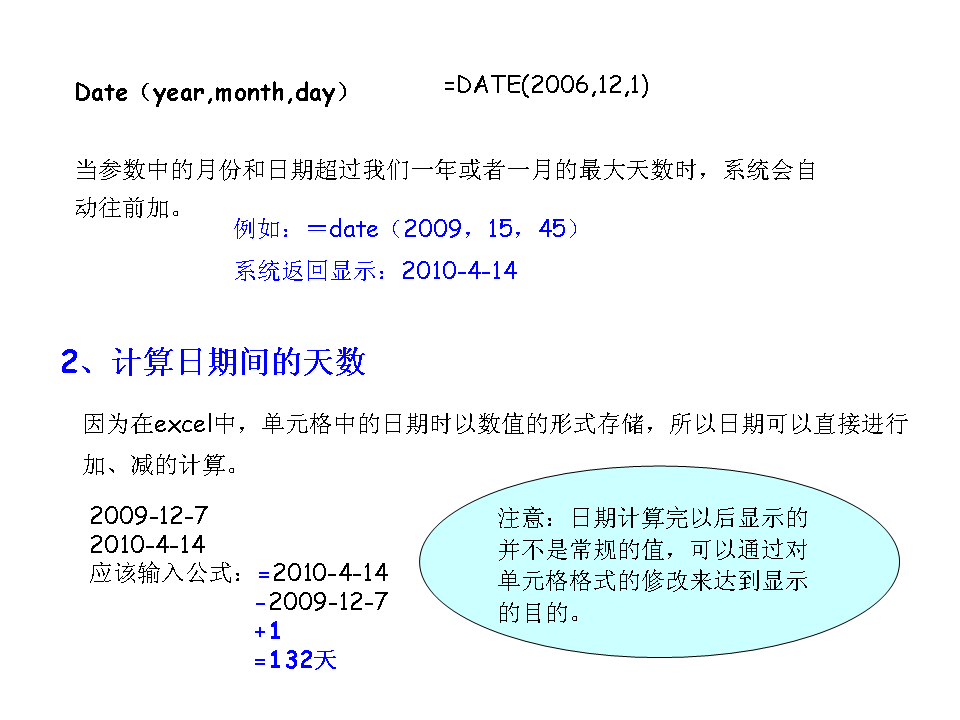 Date（year,month,day）
=DATE(2006,12,1)
当参数中的月份和日期超过我们一年或者一月的最大天数时，系统会自
动往前加。
例如：＝date（2009，15，45）
系统返回显示：2010-4-14
2、计算日期间的天数
因为在excel中，单元格中的日期时以数值的形式存储，所以日期可以直接进行
加、减的计算。
2009-12-7
2010-4-14
应该输入公式：=2010-4-14
-2009-12-7
+1
=132天
注意：日期计算完以后显示的
并不是常规的值，可以通过对
单元格格式的修改来达到显示
的目的。